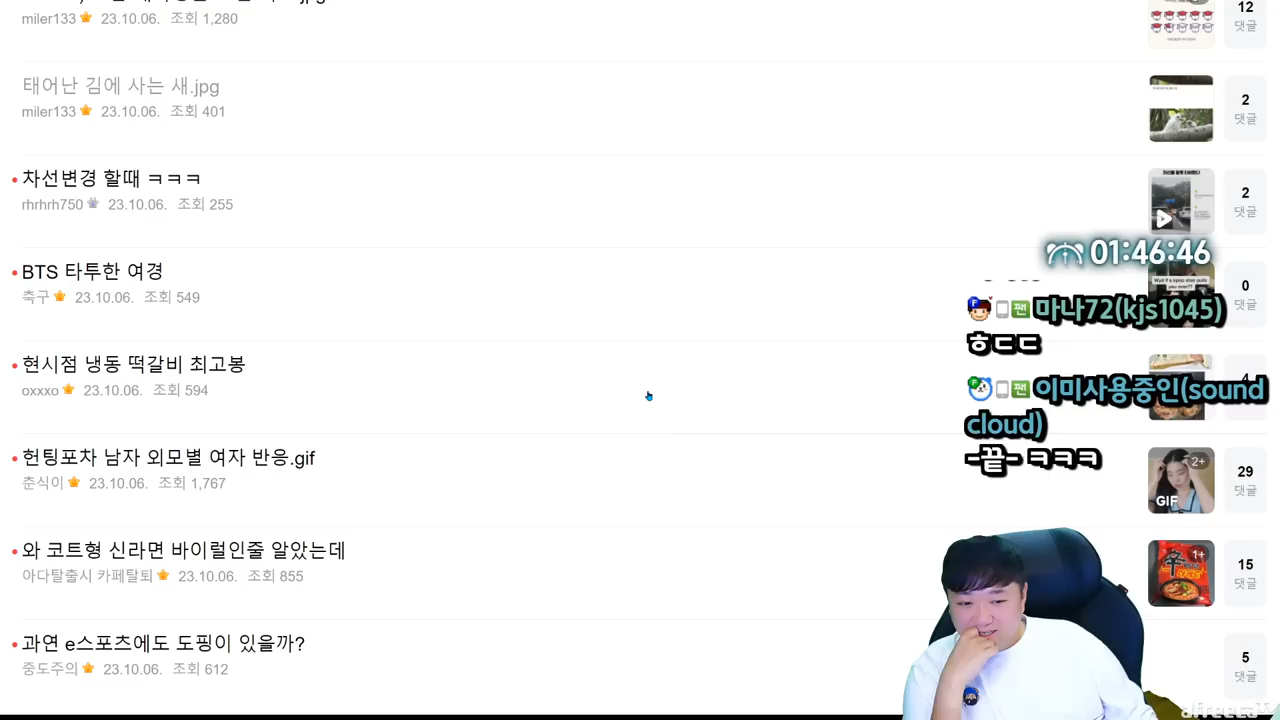 miler133 23.10.06. 조회 1,280
12
댓글
태어난 김에 사는 새.jpg
miler133 23.10.06. 조회 401
2
댓글
차선변경 할때 ㅋㅋㅋ
rhrhrh750 23.10.06. 조회 255
2
댓글
01:46:46
BTS 타투한 여경
축구 23.10.06. 조회 549
0
댓글
마나72(kjs1045)
ㅎㄷㄷ
현시점 냉동 떡갈비 최고봉
oxxxo 23.10.06. 조회 594
4
이미사용중인(sound
cloud)
-끝- ㅋㅋㅋ
헌팅포차 남자 외모별 여자 반응.gif
춘식이 23.10.06. 조회 1,767
2+
GIF
29
댓글
와 코트형 신라면 바이럴인줄 알았는데
아다탈출시 카페탈퇴 23.10.06. 조회 855
1+
15
댓글
과연 e스포츠에도 도핑이 있을까?
중도주의 23.10.06. 조회 612
5
댓글
afreecaTV